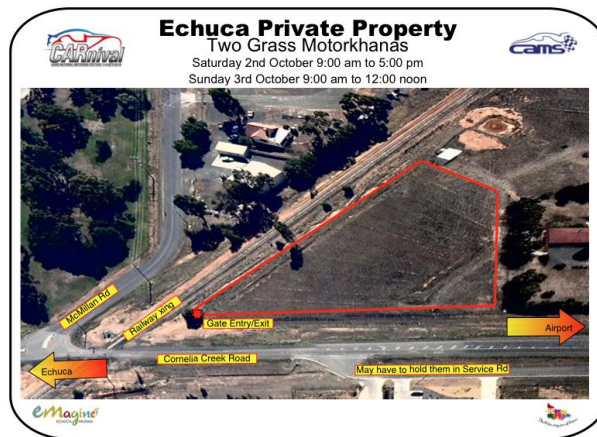 Echuca Private Property
Two Grass Motorkhanas
Saturday 2nd October 9:00 am to 5:00 pm
Sunday 3rd October 9:00 am to 12:00 noon
CARnival
cams
McMillan Rd
Railway xing
Gate Entry/Exit
Airport
Cornelia Creek Road
Echuca
May have to hold them in Service Rd
eMagine
ECHUCA MOAMA